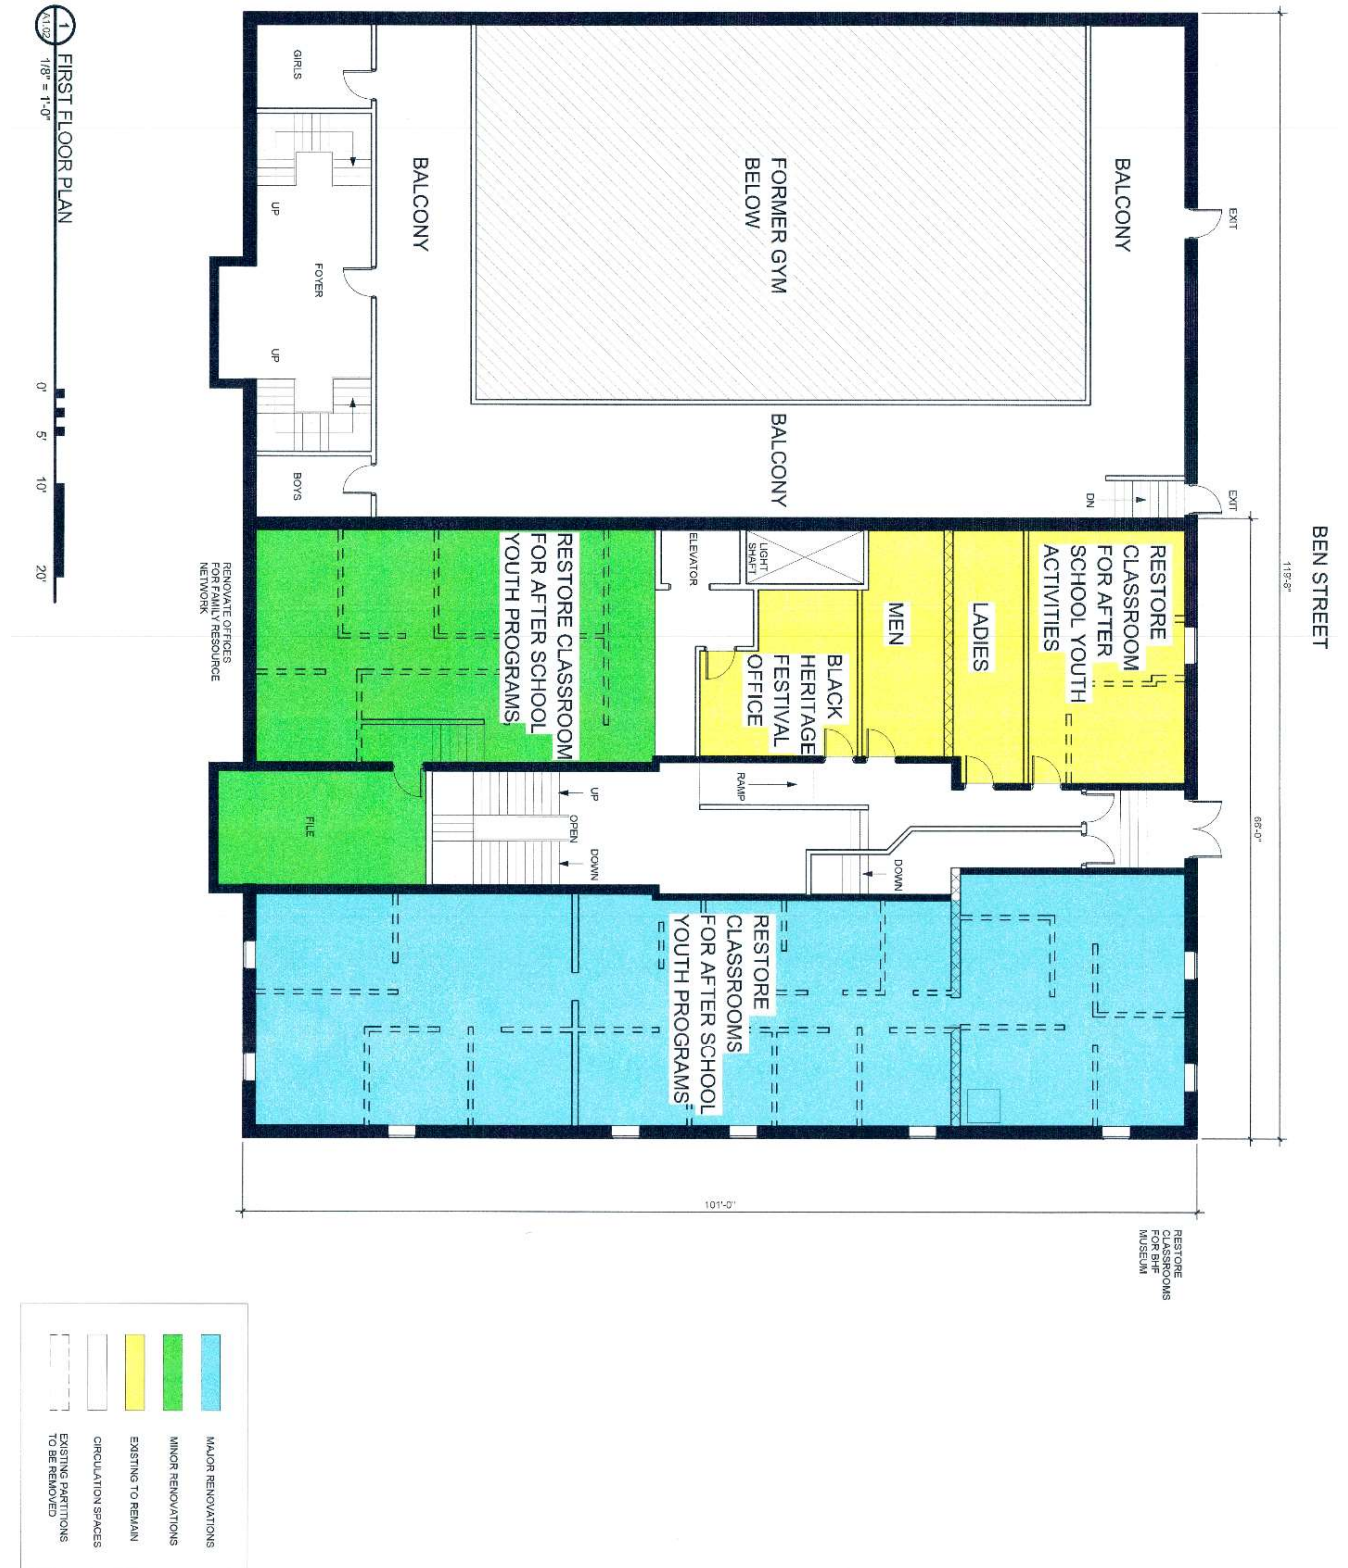 BEN STREET
119'-8"
66'-0"
EXIT
EXIT
BALCONY
FORMER GYM
BELOW
BALCONY
BALCONY
DN
GIRLS
UP
FOYER
UP
BOYS
RESTORE
CLASSROOM
FOR AFTER
SCHOOL YOUTH
ACTIVITIES
LADIES
MEN
BLACK
HERITAGE
FESTIVAL
OFFICE
LIGHT
SHAFT
ELEVATOR
RESTORE CLASSROOM
FOR AFTER SCHOOL
YOUTH PROGRAMS
RENOVATE OFFICES
FOR FAMILY RESOURCE
NETWORK
RAMP
DOWN
UP
OPEN
DOWN
FILE
RESTORE
CLASSROOMS
FOR AFTER SCHOOL
YOUTH PROGRAMS
101'-0"
RESTORE
CLASSROOMS
FOR BHF
MUSEUM
1
A1.02
FIRST FLOOR PLAN
1/8" = 1'-0"
0' 5' 10' 20'
MAJOR RENOVATIONS
MINOR RENOVATIONS
EXISTING TO REMAIN
CIRCULATION SPACES
EXISTING PARTITIONS
TO BE REMOVED